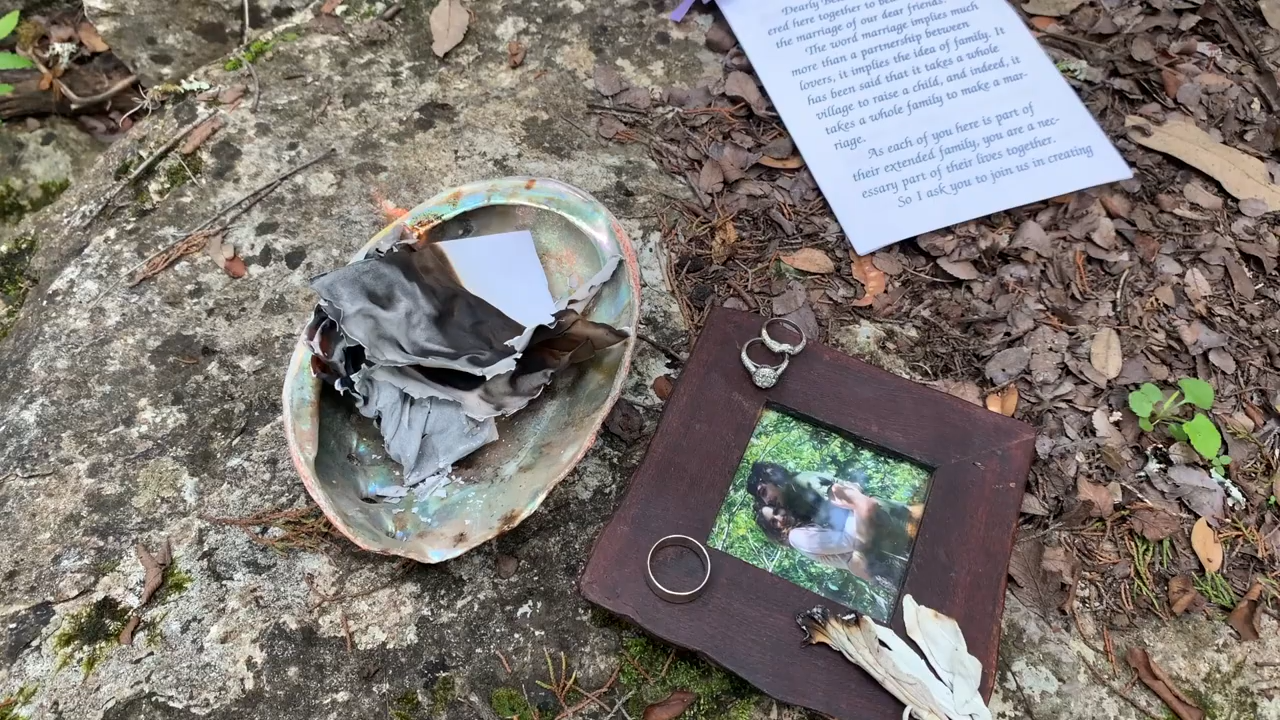 Dearly
ered here together to
the marriage of our dear friends.
The word marriage implies much
more than a partnership between
lovers, it implies the idea of family. It
has been said that it takes a whole
village to raise a child, and indeed, it
takes a whole family to make a mar-
riage.
As each of you here is part of
their extended family, you are a nec-
essary part of their lives together.
So I ask you to join us in creating